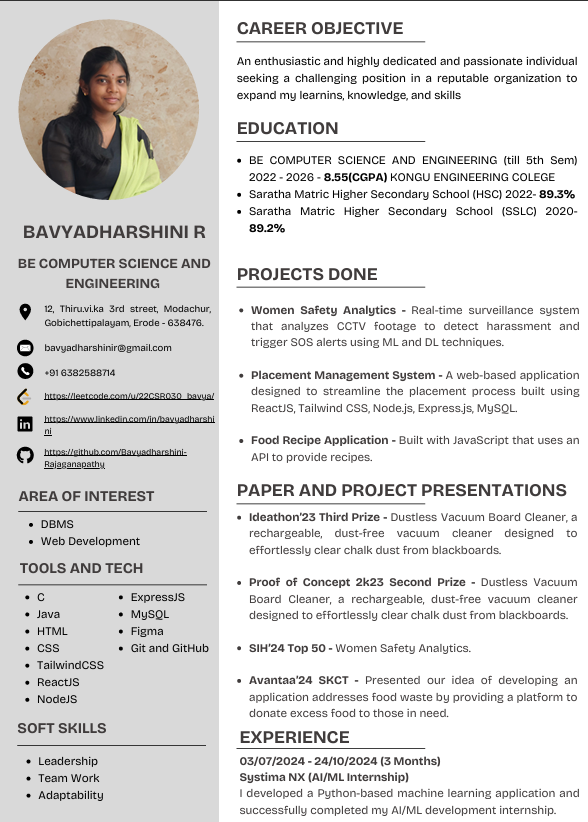 BAVYADHARSHINI R
BE COMPUTER SCIENCE AND
ENGINEERING
12, Thiru.vi.ka 3rd street, Modachur,
Gobichettipalayam, Erode - 638476.
bavyadharshinir@gmail.com
+91 6382588714
https://leetcode.com/u/22CSR030_bavya/
https://www.linkedin.com/in/bavyadharshi
ni
https://github.com/Bavyadharshini-
Rajaganapathy
AREA OF INTEREST
DBMS
Web Development
TOOLS AND TECH
C
Java
HTML
CSS
TailwindCSS
ReactJS
NodeJS
ExpressJS
MySQL
Figma
Git and GitHub
SOFT SKILLS
Leadership
Team Work
Adaptability
CAREER OBJECTIVE
An enthusiastic and highly dedicated and passionate individual
seeking a challenging position in a reputable organization to
expand my learnins, knowledge, and skills
EDUCATION
BE COMPUTER SCIENCE AND ENGINEERING (till 5th Sem)
2022 - 2026 - 8.55(CGPA) KONGU ENGINEERING COLEGE
Saratha Matric Higher Secondary School (HSC) 2022- 89.3%
Saratha Matric Higher Secondary School (SSLC) 2020-
89.2%
PROJECTS DONE
Women Safety Analytics - Real-time surveillance system
that analyzes CCTV footage to detect harassment and
trigger SOS alerts using ML and DL techniques.
Placement Management System - A web-based application
designed to streamline the placement process built using
ReactJS, Tailwind CSS, Node.js, Express.js, MySQL.
Food Recipe Application - Built with JavaScript that uses an
API to provide recipes.
PAPER AND PROJECT PRESENTATIONS
Ideathon'23 Third Prize - Dustless Vacuum Board Cleaner, a
rechargeable, dust-free vacuum cleaner designed to
effortlessly clear chalk dust from blackboards.
Proof of Concept 2k23 Second Prize - Dustless Vacuum
Board Cleaner, a rechargeable, dust-free vacuum cleaner
designed to effortlessly clear chalk dust from blackboards.
SIH'24 Top 50 - Women Safety Analytics.
Avantaa'24 SKCT - Presented our idea of developing an
application addresses food waste by providing a platform to
donate excess food to those in need.
EXPERIENCE
03/07/2024 - 24/10/2024 (3 Months)
Systima NX (AI/ML Internship)
I developed a Python-based machine learning application and
successfully completed my AI/ML development internship.